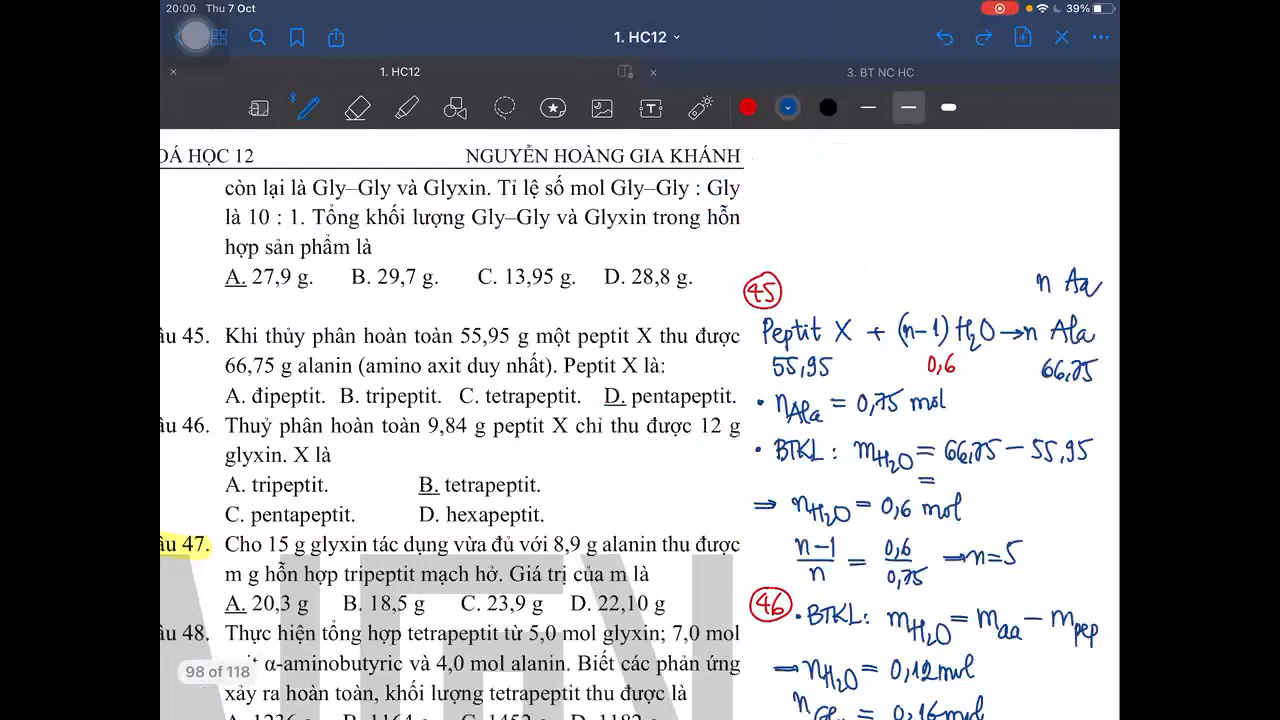 20:00 Thu 7 Oct
39%
1. HC12
1. HC12
3. BT NC HC
OÁ HỌC 12
NGUYỄN HOÀNG GIA KHÁNH
còn lại là Gly–Gly và Glyxin. Tỉ lệ số mol Gly–Gly : Gly
là 10 : 1. Tổng khối lượng Gly–Gly và Glyxin trong hỗn
hợp sản phẩm là
A. 27,9 g. B. 29,7 g. C. 13,95 g. D. 28,8 g.
âu 45. Khi thủy phân hoàn toàn 55,95 g một peptit X thu được
66,75 g alanin (amino axit duy nhất). Peptit X là:
A. đipeptit. B. tripeptit. C. tetrapeptit. D. pentapeptit.
âu 46. Thuỷ phân hoàn toàn 9,84 g peptit X chỉ thu được 12 g
glyxin. X là
A. tripeptit. B. tetrapeptit.
C. pentapeptit. D. hexapeptit.
âu 47. Cho 15 g glyxin tác dụng vừa đủ với 8,9 g alanin thu được
m g hỗn hợp tripeptit mạch hở. Giá trị của m là
A. 20,3 g B. 18,5 g C. 23,9 g D. 22,10 g
âu 48. Thực hiện tổng hợp tetrapeptit từ 5,0 mol glyxin; 7,0 mol
α-aminobutyric và 4,0 mol alanin. Biết các phản ứng
xảy ra hoàn toàn, khối lượng tetrapeptit thu được là
98 of 118
45
n Aa
Peptit X + (n-1) H2O → n Ala
55,95 0,6 66,75
• nAla = 0,75 mol
• BTKL: mH2O = 66,75 - 55,95
=
⇒ nH2O = 0,6 mol
n-1/n = 0,6/0,75 → n = 5
46 • BTKL: mH2O = maa - mpep
→ nH2O = 0,12 mol
= 0,16 mol